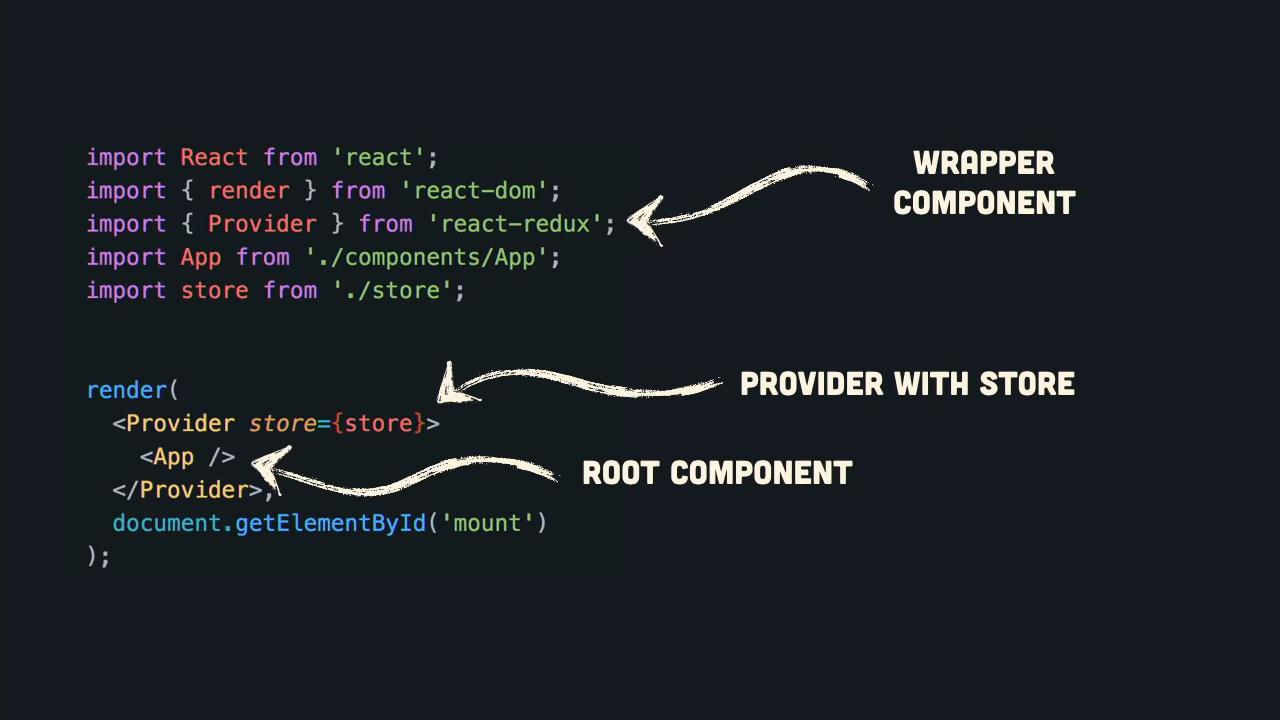 import React from 'react';
import { render } from 'react-dom';
import { Provider } from 'react-redux';
import App from './components/App';
import store from './store';
WRAPPER
COMPONENT
render(
  <Provider store={store}>
    <App />
  </Provider>,
  document.getElementById('mount')
);
PROVIDER WITH STORE
ROOT COMPONENT